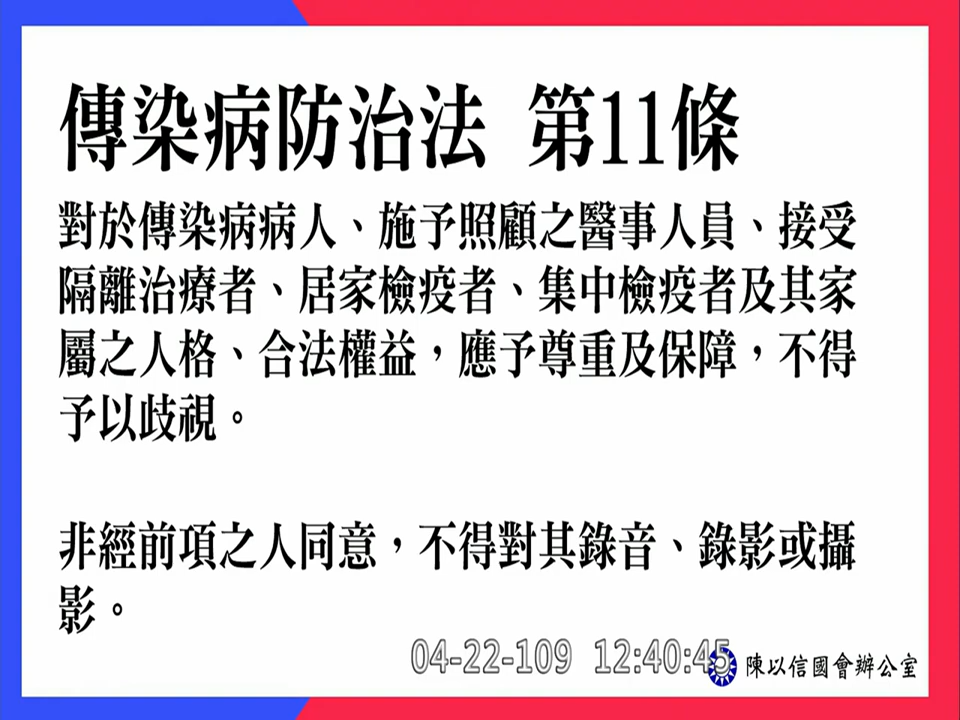 傳染病防治法 第11條
對於傳染病病人、施予照顧之醫事人員、接受
隔離治療者、居家檢疫者、集中檢疫者及其家
屬之人格、合法權益，應予尊重及保障，不得
予以歧視。
非經前項之人同意，不得對其錄音、錄影或攝
影。
04-22-109 12:40:45
陳以信國會辦公室